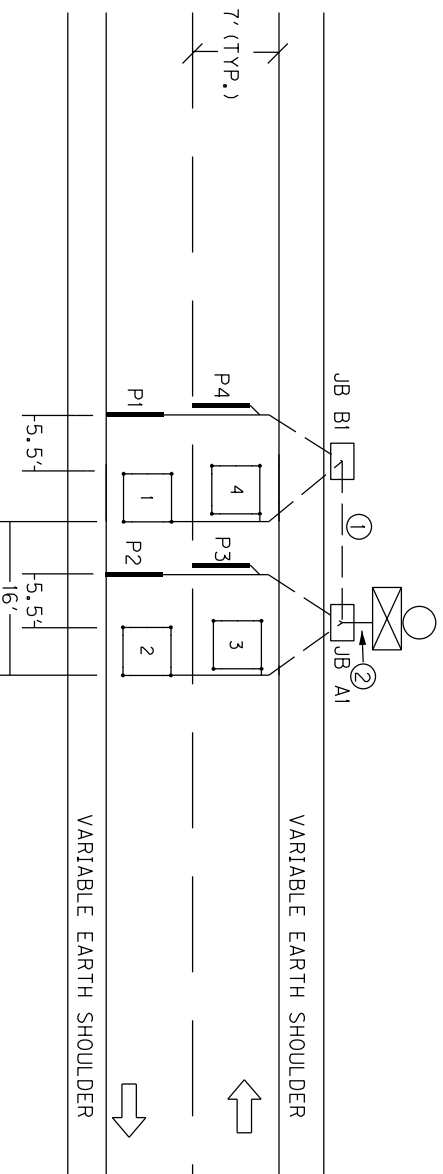 2
1
JB B1
JB A1
VARIABLE EARTH SHOULDER
7' (TYP.)
4
3
P4
P3
1
2
P1
P2
VARIABLE EARTH SHOULDER
5.5'
5.5'
16'